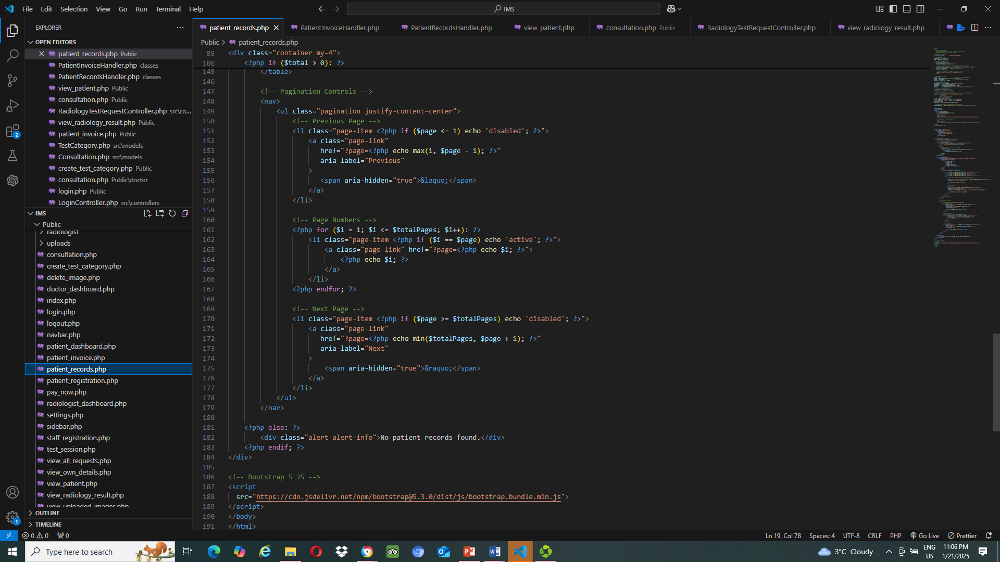 File Edit Selection View Go Run Terminal Help
IMS
EXPLORER
patient_records.php
PatientInvoiceHandler.php
PatientRecordsHandler.php
view_patient.php
consultation.php Public
RadiologyTestRequestController.php
view_radiology_result.php
OPEN EDITORS
patient_records.php Public
PatientInvoiceHandler.php classes
PatientRecordsHandler.php classes
view_patient.php Public
consultation.php Public
RadiologyTestRequestController.php src\co...
view_radiology_result.php Public
patient_invoice.php Public
TestCategory.php src\models
Consultation.php src\models
create_test_category.php Public
consultation.php Public\doctor
login.php Public
LoginController.php src\controllers
IMS
Public
radiologist
uploads
consultation.php
create_test_category.php
delete_image.php
doctor_dashboard.php
index.php
login.php
logout.php
navbar.php
patient_dashboard.php
patient_invoice.php
patient_records.php
patient_registration.php
pay_now.php
radiologist_dashboard.php
settings.php
sidebar.php
staff_registration.php
test_session.php
view_all_requests.php
view_own_details.php
view_patient.php
view_radiology_result.php
view_uploaded_images.php
OUTLINE
TIMELINE
Public > patient_records.php
88 <div class="container my-4">
106 <?php if ($total > 0): ?>
145 </table>
146
147 <!-- Pagination Controls -->
148 <nav>
149 <ul class="pagination justify-content-center">
150 <!-- Previous Page -->
151 <li class="page-item <?php if ($page <= 1) echo 'disabled'; ?>">
152 <a class="page-link"
153 href="?page=<?php echo max(1, $page - 1); ?>"
154 aria-label="Previous"
155 >
156 <span aria-hidden="true">&laquo;</span>
157 </a>
158 </li>
159
160 <!-- Page Numbers -->
161 <?php for ($i = 1; $i <= $totalPages; $i++): ?>
162 <li class="page-item <?php if ($i == $page) echo 'active'; ?>">
163 <a class="page-link" href="?page=<?php echo $i; ?>">
164 <?php echo $i; ?>
165 </a>
166 </li>
167 <?php endfor; ?>
168
169 <!-- Next Page -->
170 <li class="page-item <?php if ($page >= $totalPages) echo 'disabled'; ?>">
171 <a class="page-link"
172 href="?page=<?php echo min($totalPages, $page + 1); ?>"
173 aria-label="Next"
174 >
175 <span aria-hidden="true">&raquo;</span>
176 </a>
177 </li>
178 </ul>
179 </nav>
180
181 <?php else: ?>
182 <div class="alert alert-info">No patient records found.</div>
183 <?php endif; ?>
184 </div>
185
186 <!-- Bootstrap 5 JS -->
187 <script
188 src="https://cdn.jsdelivr.net/npm/bootstrap@5.3.0/dist/js/bootstrap.bundle.min.js">
189 </script>
190 </body>
191 </html>
2
1
0 0 0
Ln 19, Col 78 Spaces: 4 UTF-8 CRLF PHP Go Live Prettier
Type here to search
3°C Cloudy
ENG
US
11:06 PM
1/21/2025